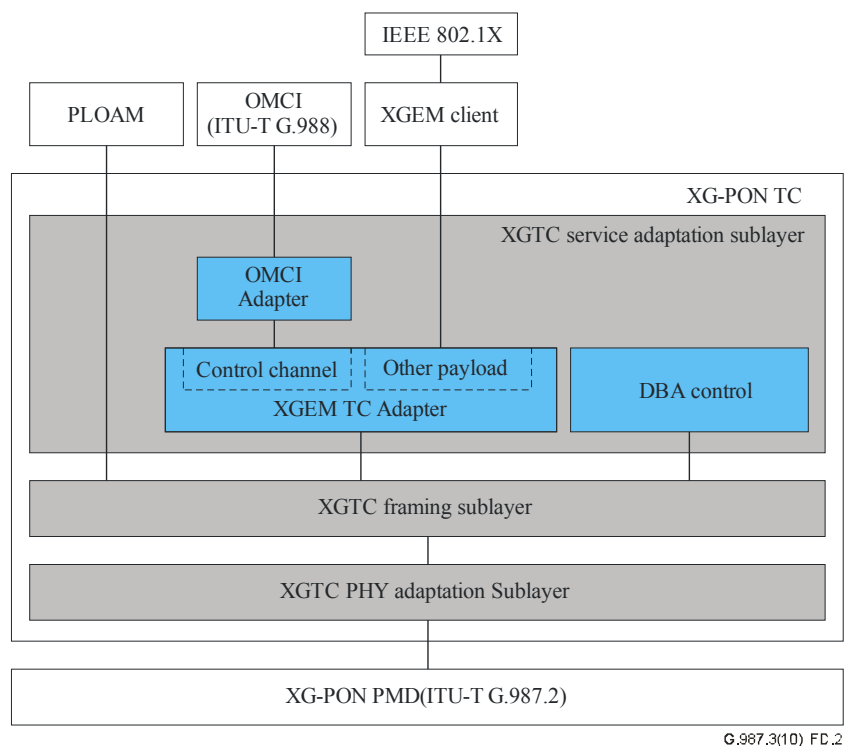 IEEE 802.1X
PLOAM
OMCI
(ITU-T G.988)
XGEM client
XG-PON TC
XGTC service adaptation sublayer
OMCI
Adapter
Control channel
Other payload
XGEM TC Adapter
DBA control
XGTC framing sublayer
XGTC PHY adaptation Sublayer
XG-PON PMD(ITU-T G.987.2)
G.987.3(10)_FD.2